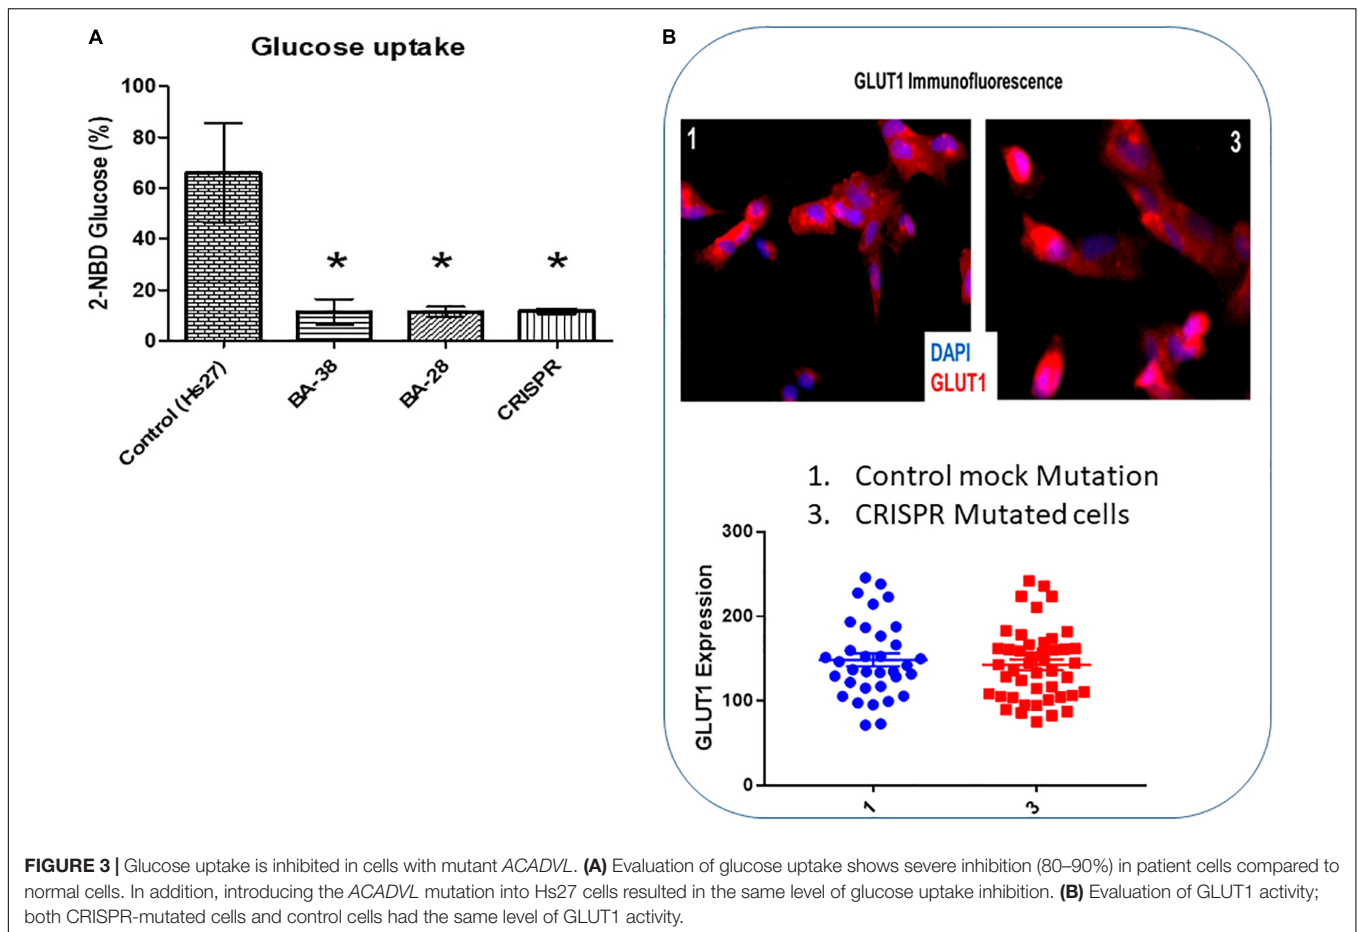 A
Glucose uptake
2-NBD Glucose (%)
100
80
60
40
20
0
Control (Hs27)
BA-38
BA-28
CRISPR
* * *
B
GLUT1 Immunofluorescence
1
3
DAPI
GLUT1
1. Control mock Mutation
3. CRISPR Mutated cells
GLUT1 Expression
300
200
100
0
1
3
FIGURE 3 | Glucose uptake is inhibited in cells with mutant ACADVL. (A) Evaluation of glucose uptake shows severe inhibition (80–90%) in patient cells compared to
normal cells. In addition, introducing the ACADVL mutation into Hs27 cells resulted in the same level of glucose uptake inhibition. (B) Evaluation of GLUT1 activity;
both CRISPR-mutated cells and control cells had the same level of GLUT1 activity.